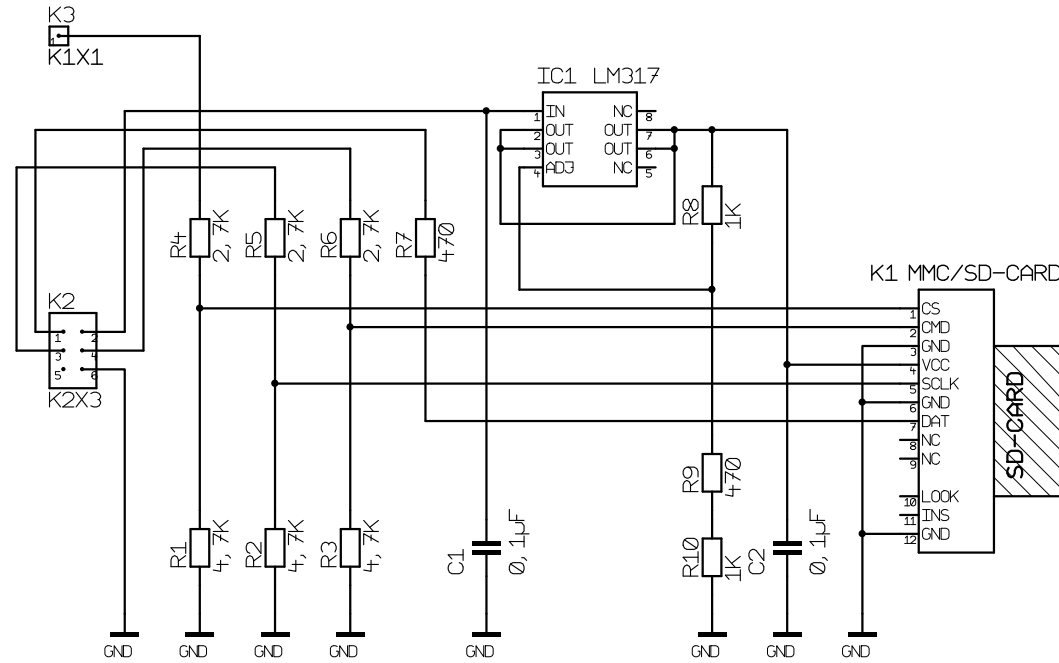 K3
1
K1X1
IC1 LM317
IN NC
1 8
OUT OUT
2 7
OUT OUT
3 6
ADJ NC
4 5
R4 2,7K
R5 2,7K
R6 2,7K
R7 470
R8 1K
K1 MMC/SD-CARD
K2
1 2
3 4
5 6
K2X3
CS
1
CMD
2
GND
3
VCC
4
SCLK
5
GND
6
DAT
7
NC
8
NC
9
LOOK
10
INS
11
GND
12
SD-CARD
R9 470
R1 4,7K
R2 4,7K
R3 4,7K
C1 0,1µF
R10 1K
C2 0,1µF
GND GND GND GND GND GND GND GND